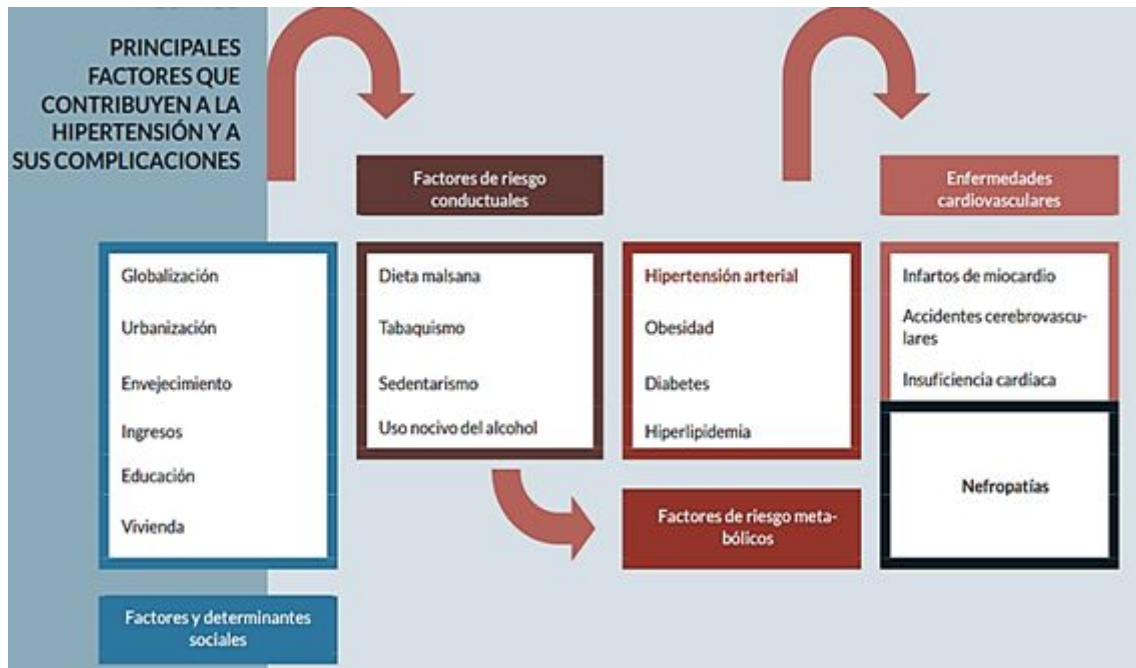 PRINCIPALES
FACTORES QUE
CONTRIBUYEN A LA
HIPERTENSIÓN Y A
SUS COMPLICACIONES
Factores y determinantes
sociales
Globalización
Urbanización
Envejecimiento
Ingresos
Educación
Vivienda
Factores de riesgo
conductuales
Dieta malsana
Tabaquismo
Sedentarismo
Uso nocivo del alcohol
Factores de riesgo meta-
bólicos
Hipertensión arterial
Obesidad
Diabetes
Hiperlipidemia
Enfermedades
cardiovasculares
Infartos de miocardio
Accidentes cerebrovascu-
lares
Insuficiencia cardiaca
Nefropatías